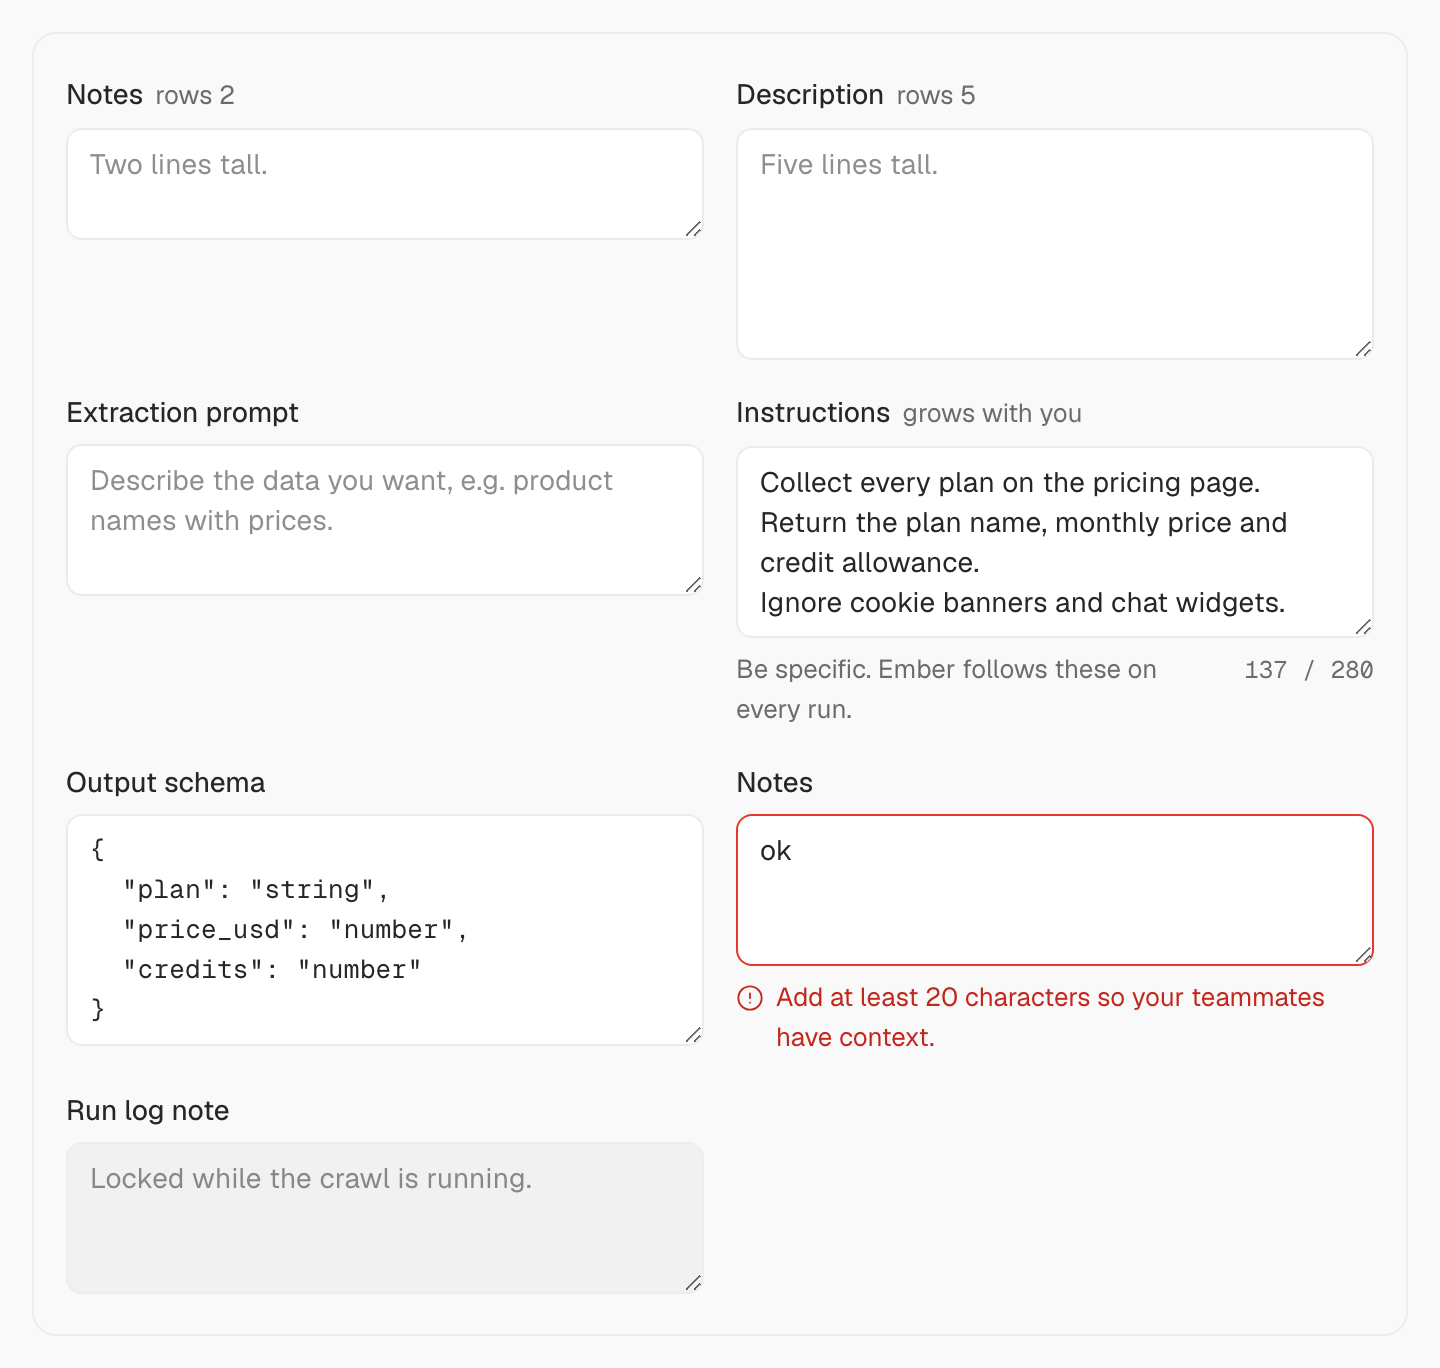 Notes rows 2
Two lines tall.
Description rows 5
Five lines tall.
Extraction prompt
Describe the data you want, e.g. product
names with prices.
Instructions grows with you
Collect every plan on the pricing page.
Return the plan name, monthly price and
credit allowance.
Ignore cookie banners and chat widgets.
Be specific. Ember follows these on
every run.
137 / 280
Output schema
{
  "plan": "string",
  "price_usd": "number",
  "credits": "number"
}
Notes
ok
Add at least 20 characters so your teammates
have context.
Run log note
Locked while the crawl is running.